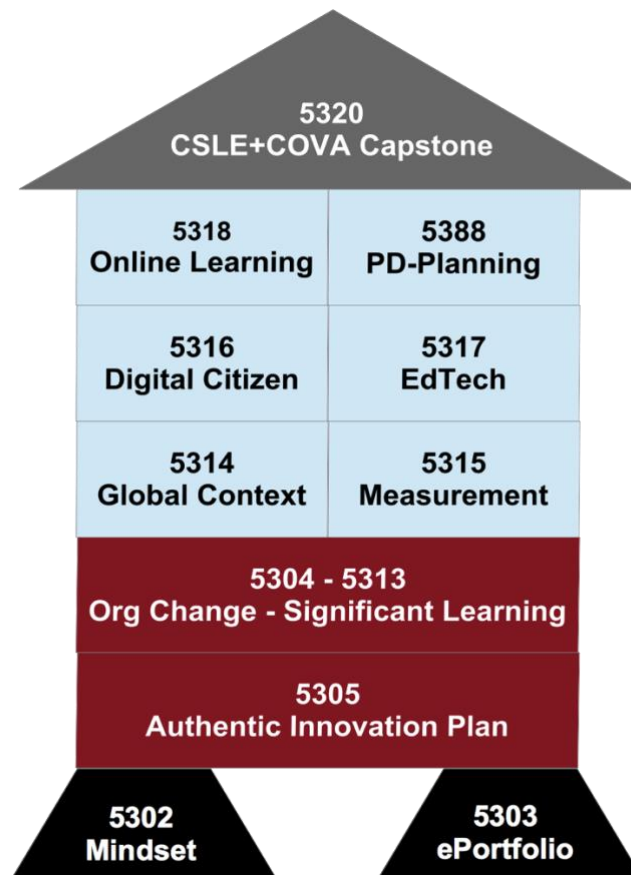 5320
CSLE+COVA Capstone
5318
Online Learning
5388
PD-Planning
5316
Digital Citizen
5317
EdTech
5314
Global Context
5315
Measurement
5304 - 5313
Org Change - Significant Learning
5305
Authentic Innovation Plan
5302
Mindset
5303
ePortfolio